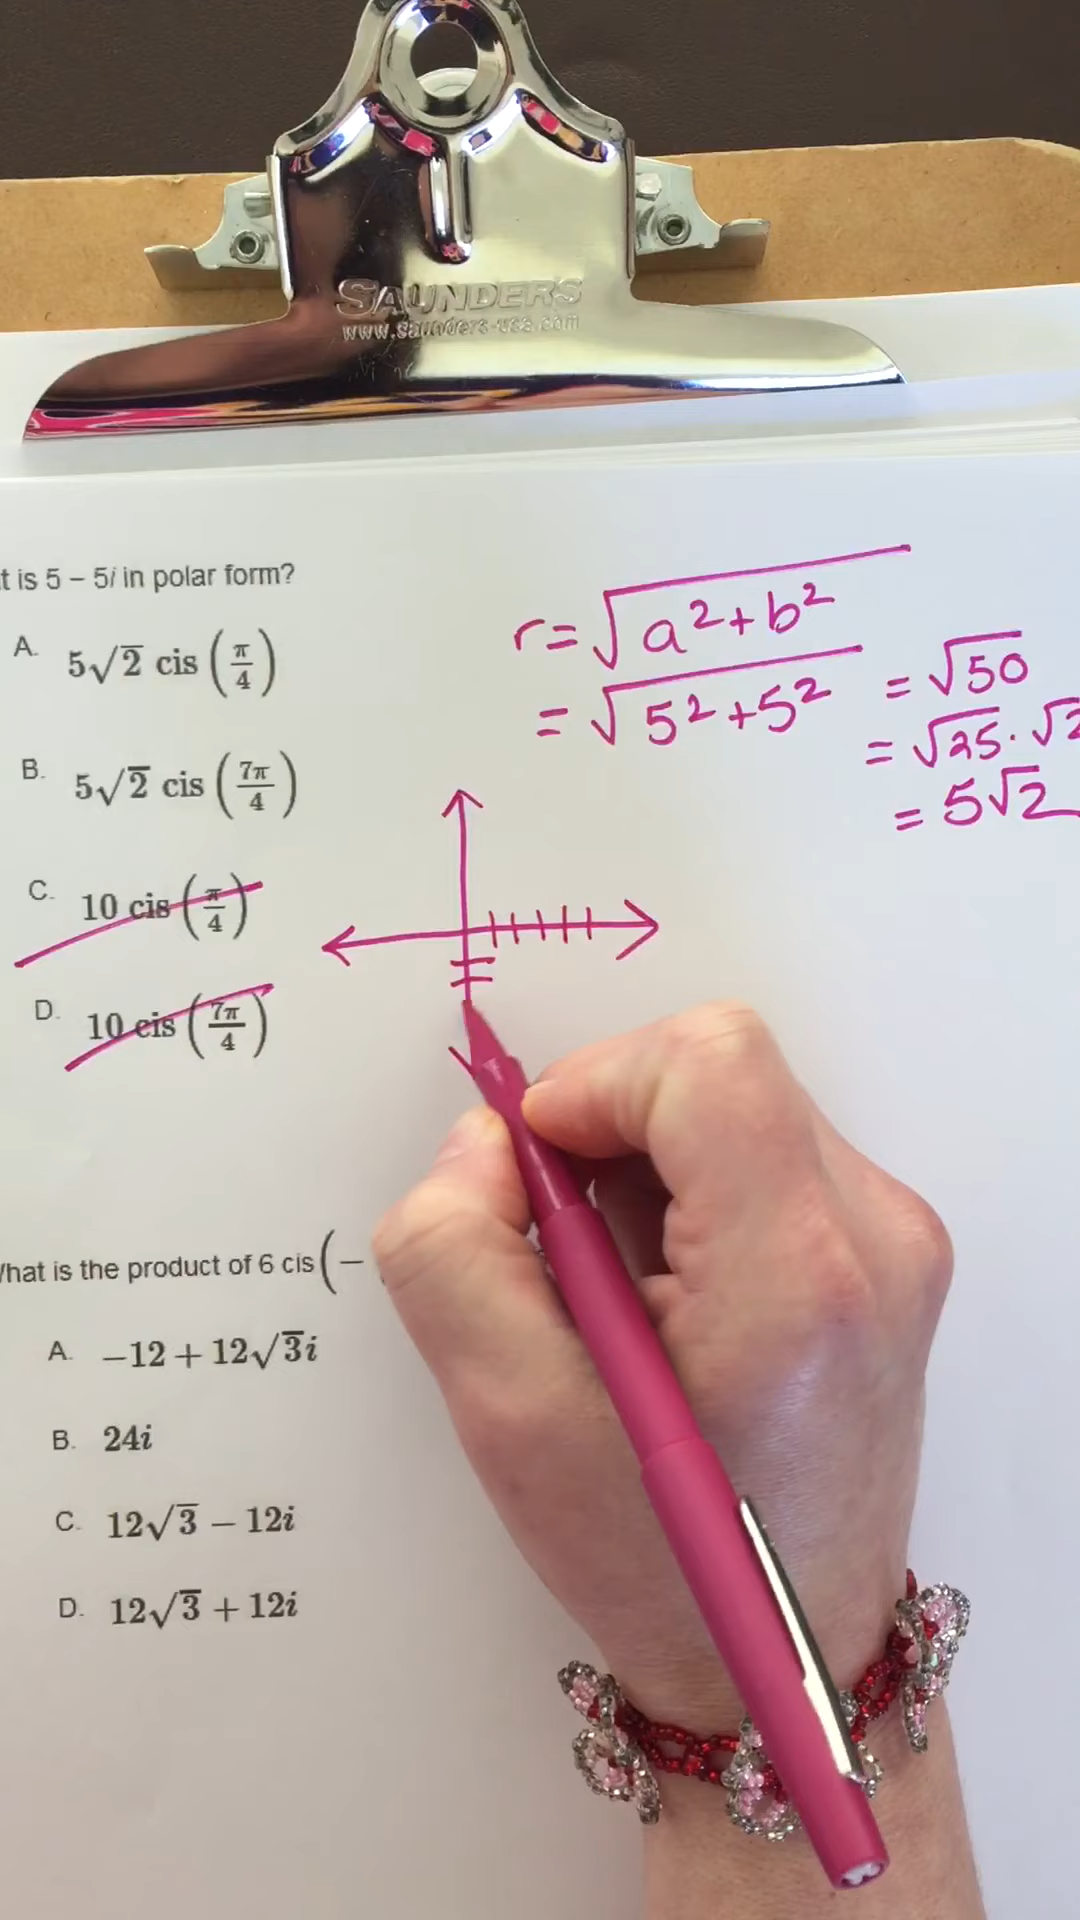 SAUNDERS
www.saunders-usa.com
t is 5 – 5i in polar form?
A. 5√2 cis (π/4)
B. 5√2 cis (7π/4)
C. 10 cis (π/4)
D. 10 cis (7π/4)
r = √a² + b²
= √5² + 5²
= √50
= √25 · √2
= 5√2
hat is the product of 6 cis (−
A. −12 + 12√3i
B. 24i
C. 12√3 − 12i
D. 12√3 + 12i